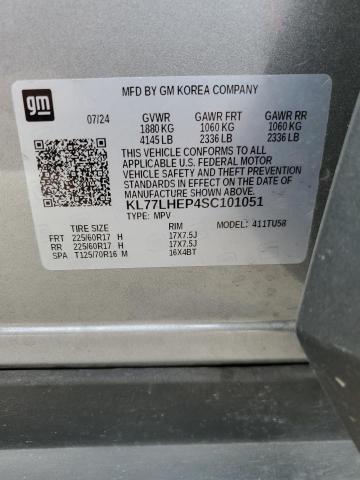 gm
MFD BY GM KOREA COMPANY
07/24 GVWR GAWR FRT GAWR RR
1880 KG 1060 KG 1060 KG
4145 LB 2336 LB 2336 LB
THIS VEHICLE CONFORMS TO ALL
APPLICABLE U.S. FEDERAL MOTOR
VEHICLE SAFETY AND THEFT PREVENTION
STANDARDS IN EFFECT ON THE DATE OF
MANUFACTURE SHOWN ABOVE
KL77LHEP4SC101051
TYPE: MPV
TIRE SIZE RIM MODEL: 411TU58
FRT 225/60R17 H 17X7.5J
RR 225/60R17 H 17X7.5J
SPA T125/70R16 M 16X4BT